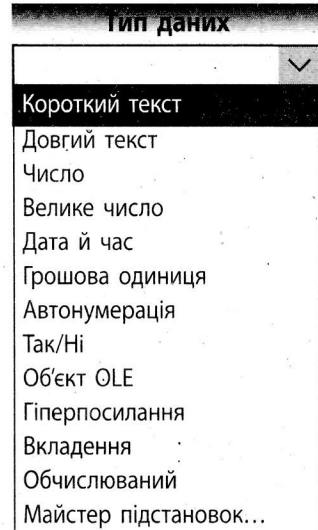 Тип даних
Короткий текст
Довгий текст
Число
Велике число
Дата й час
Грошова одиниця
Автонумерація
Так/Ні
Об'єкт OLE
Гіперпосилання
Вкладення
Обчислюваний
Майстер підстановок...